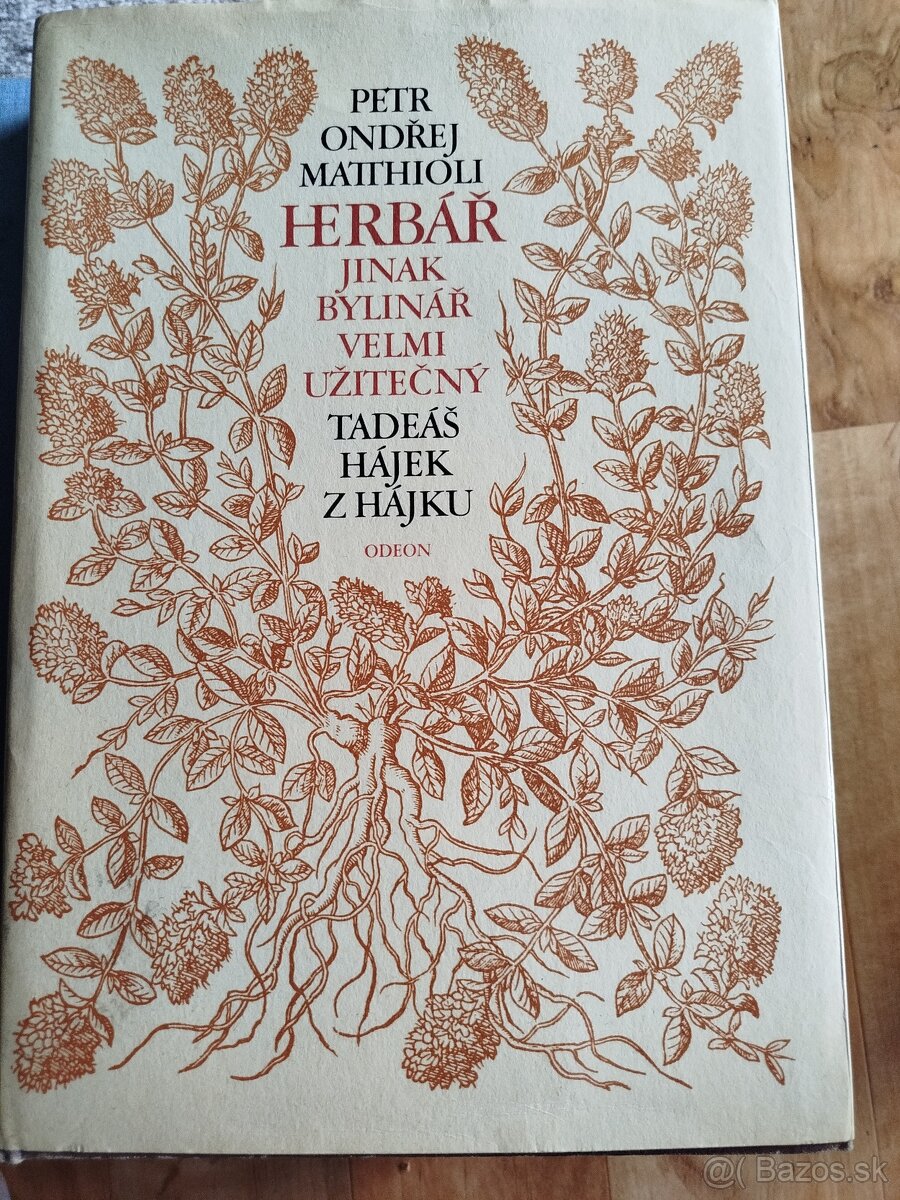 PETR
ONDŘEJ
MATTHIOLI
HERBÁŘ
JINAK
BYLINÁŘ
VELMI
UŽITEČNÝ
TADEÁŠ
HÁJEK
Z HÁJKU
ODEON
@( Bazos.sk